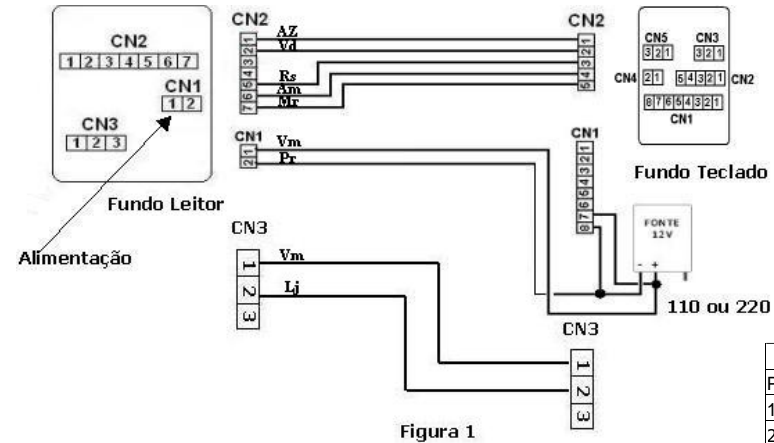 CN2
1 2 3 4 5 6 7
CN1
1 2
CN3
1 2 3
Fundo Leitor
Alimentação
CN2
1 2 3 4 5 6 7
AZ
Vd
Rs
Am
Mr
CN2
1 2 3 4 5
CN1
1 2
Vm
Pr
CN1
1 2 3 4 5 6 7 8
CN3
1
2
3
Vm
Lj
CN3
1
2
3
CN5 CN3
3 2 1 3 2 1
CN4 2 1 5 4 3 2 1 CN2
8 7 6 5 4 3 2 1
CN1
Fundo Teclado
FONTE
12V
- +
110 ou 220
Figura 1
1
2